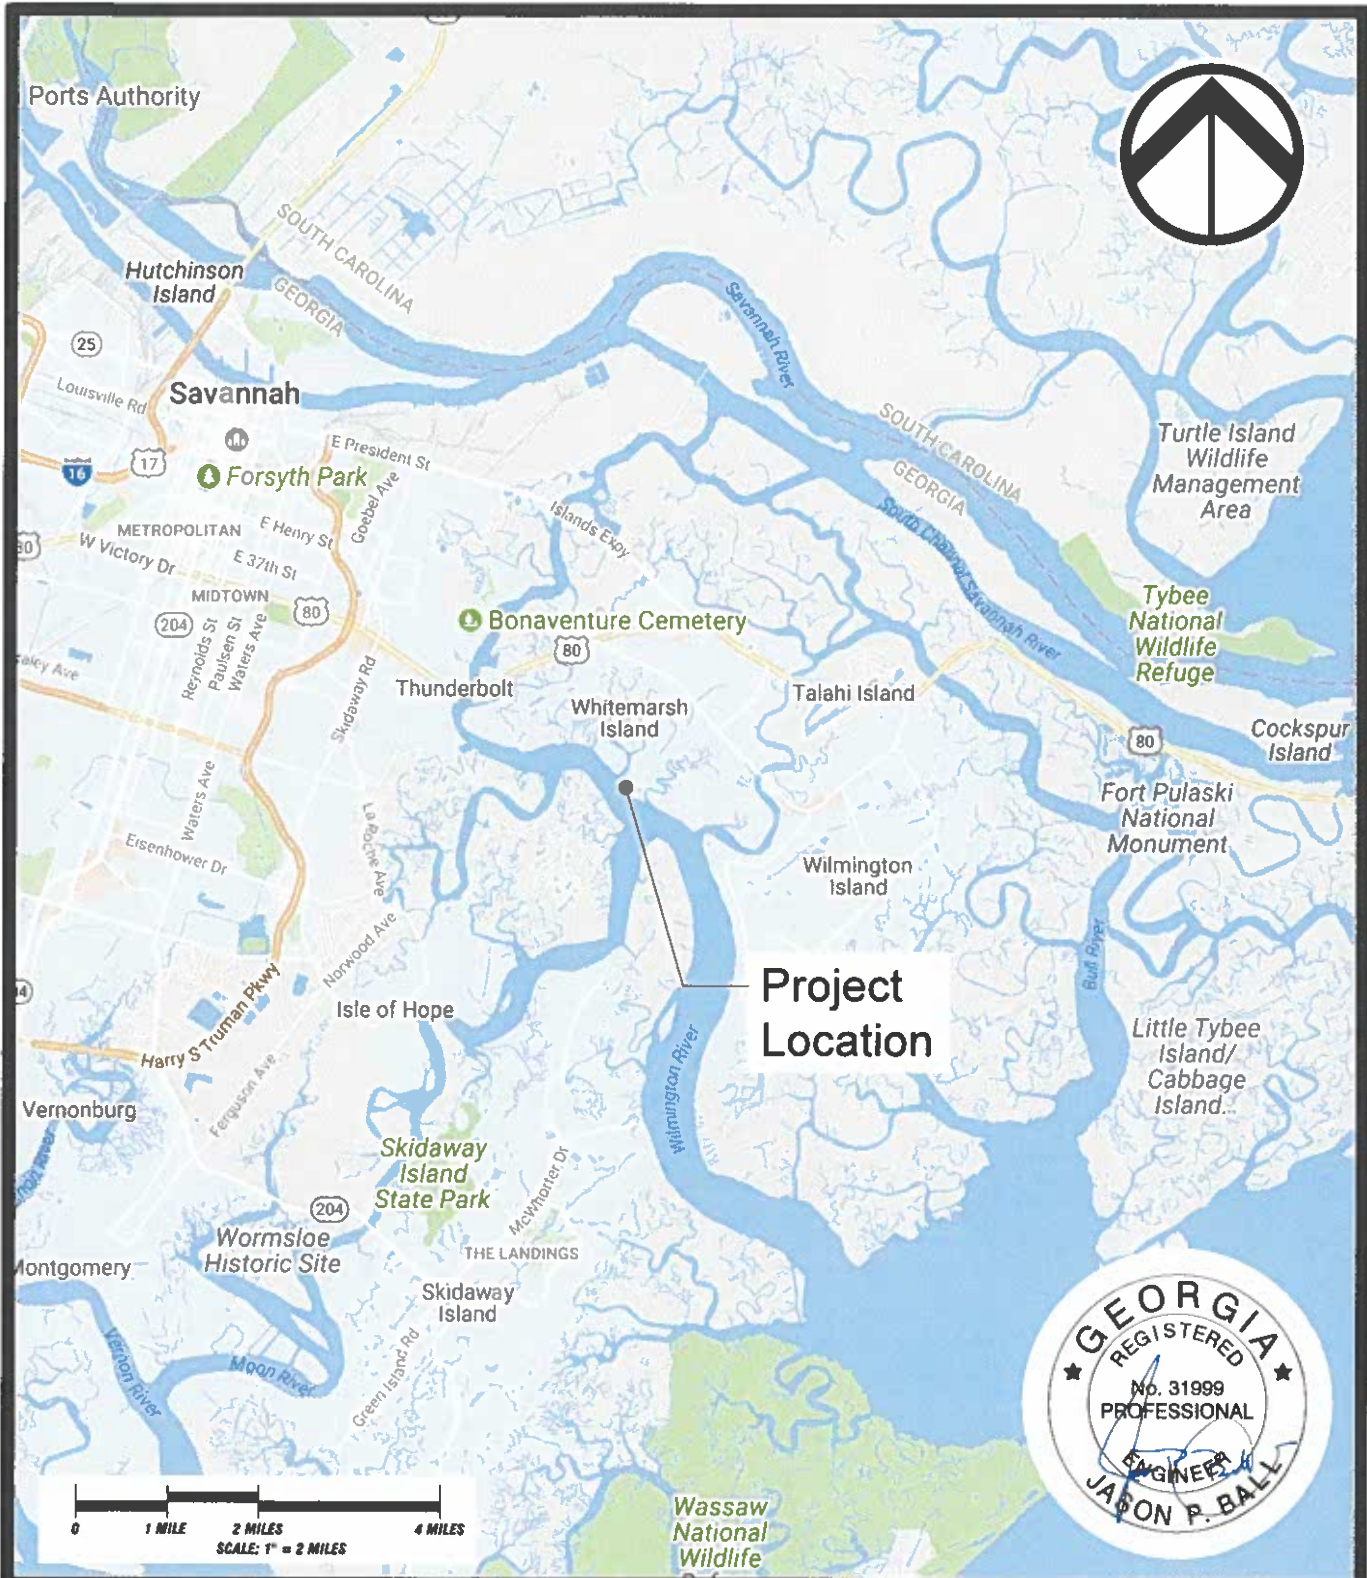 Ports Authority
SOUTH CAROLINA
GEORGIA
Hutchinson
Island
25
Louisville Rd
Savannah
Savannah River
17
16
Forsyth Park
E President St
Goebel Ave
SOUTH CAROLINA
GEORGIA
Turtle Island
Wildlife
Management
Area
METROPOLITAN
E Henry St
Islands Expy
South Channel Savannah River
80
W Victory Dr
E 37th St
MIDTOWN
80
204
Reynolds St
Paulsen St
Waters Ave
Bonaventure Cemetery
80
Tybee
National
Wildlife
Refuge
Skidaway Rd
Thunderbolt
Whitemarsh
Island
Talahi Island
80
Cockspur
Island
Waters Ave
Eisenhower Dr
La Roche Ave
Fort Pulaski
National
Monument
Wilmington
Island
Norwood Ave
Bull River
Harry S Truman Pkwy
Isle of Hope
Project
Location
Wilmington River
Little Tybee
Island/
Cabbage
Island...
Vernonburg
Ferguson Ave
Skidaway
Island
State Park
McWhorter Dr
204
Wormsloe
Historic Site
THE LANDINGS
Montgomery
Skidaway
Island
Vernon River
Moon River
Green Island Rd
GEORGIA
REGISTERED
No. 31999
PROFESSIONAL
ENGINEER
JASON P. BALL
Wassaw
National
Wildlife
0 1 MILE 2 MILES 4 MILES
SCALE: 1" = 2 MILES